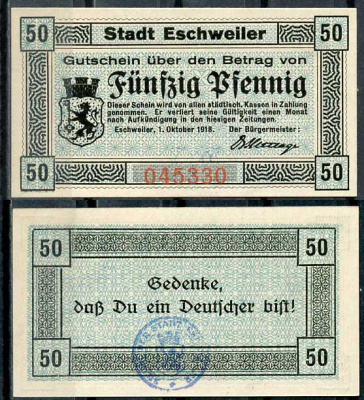 50 Stadt Eschweiler 50
Gutschein über den Betrag von
Fünfzig Pfennig
Dieser Schein wird von allen städtisch. Kassen in Zahlung
genommen. Er verliert seine Gültigkeit einen Monat
nach Aufkündigung in den hiesigen Zeitungen.
Eschweiler, 1. Oktober 1918. Der Bürgermeister:
50 045330 50
50 50
Gedenke,
daß Du ein Deutscher bist!
50 50